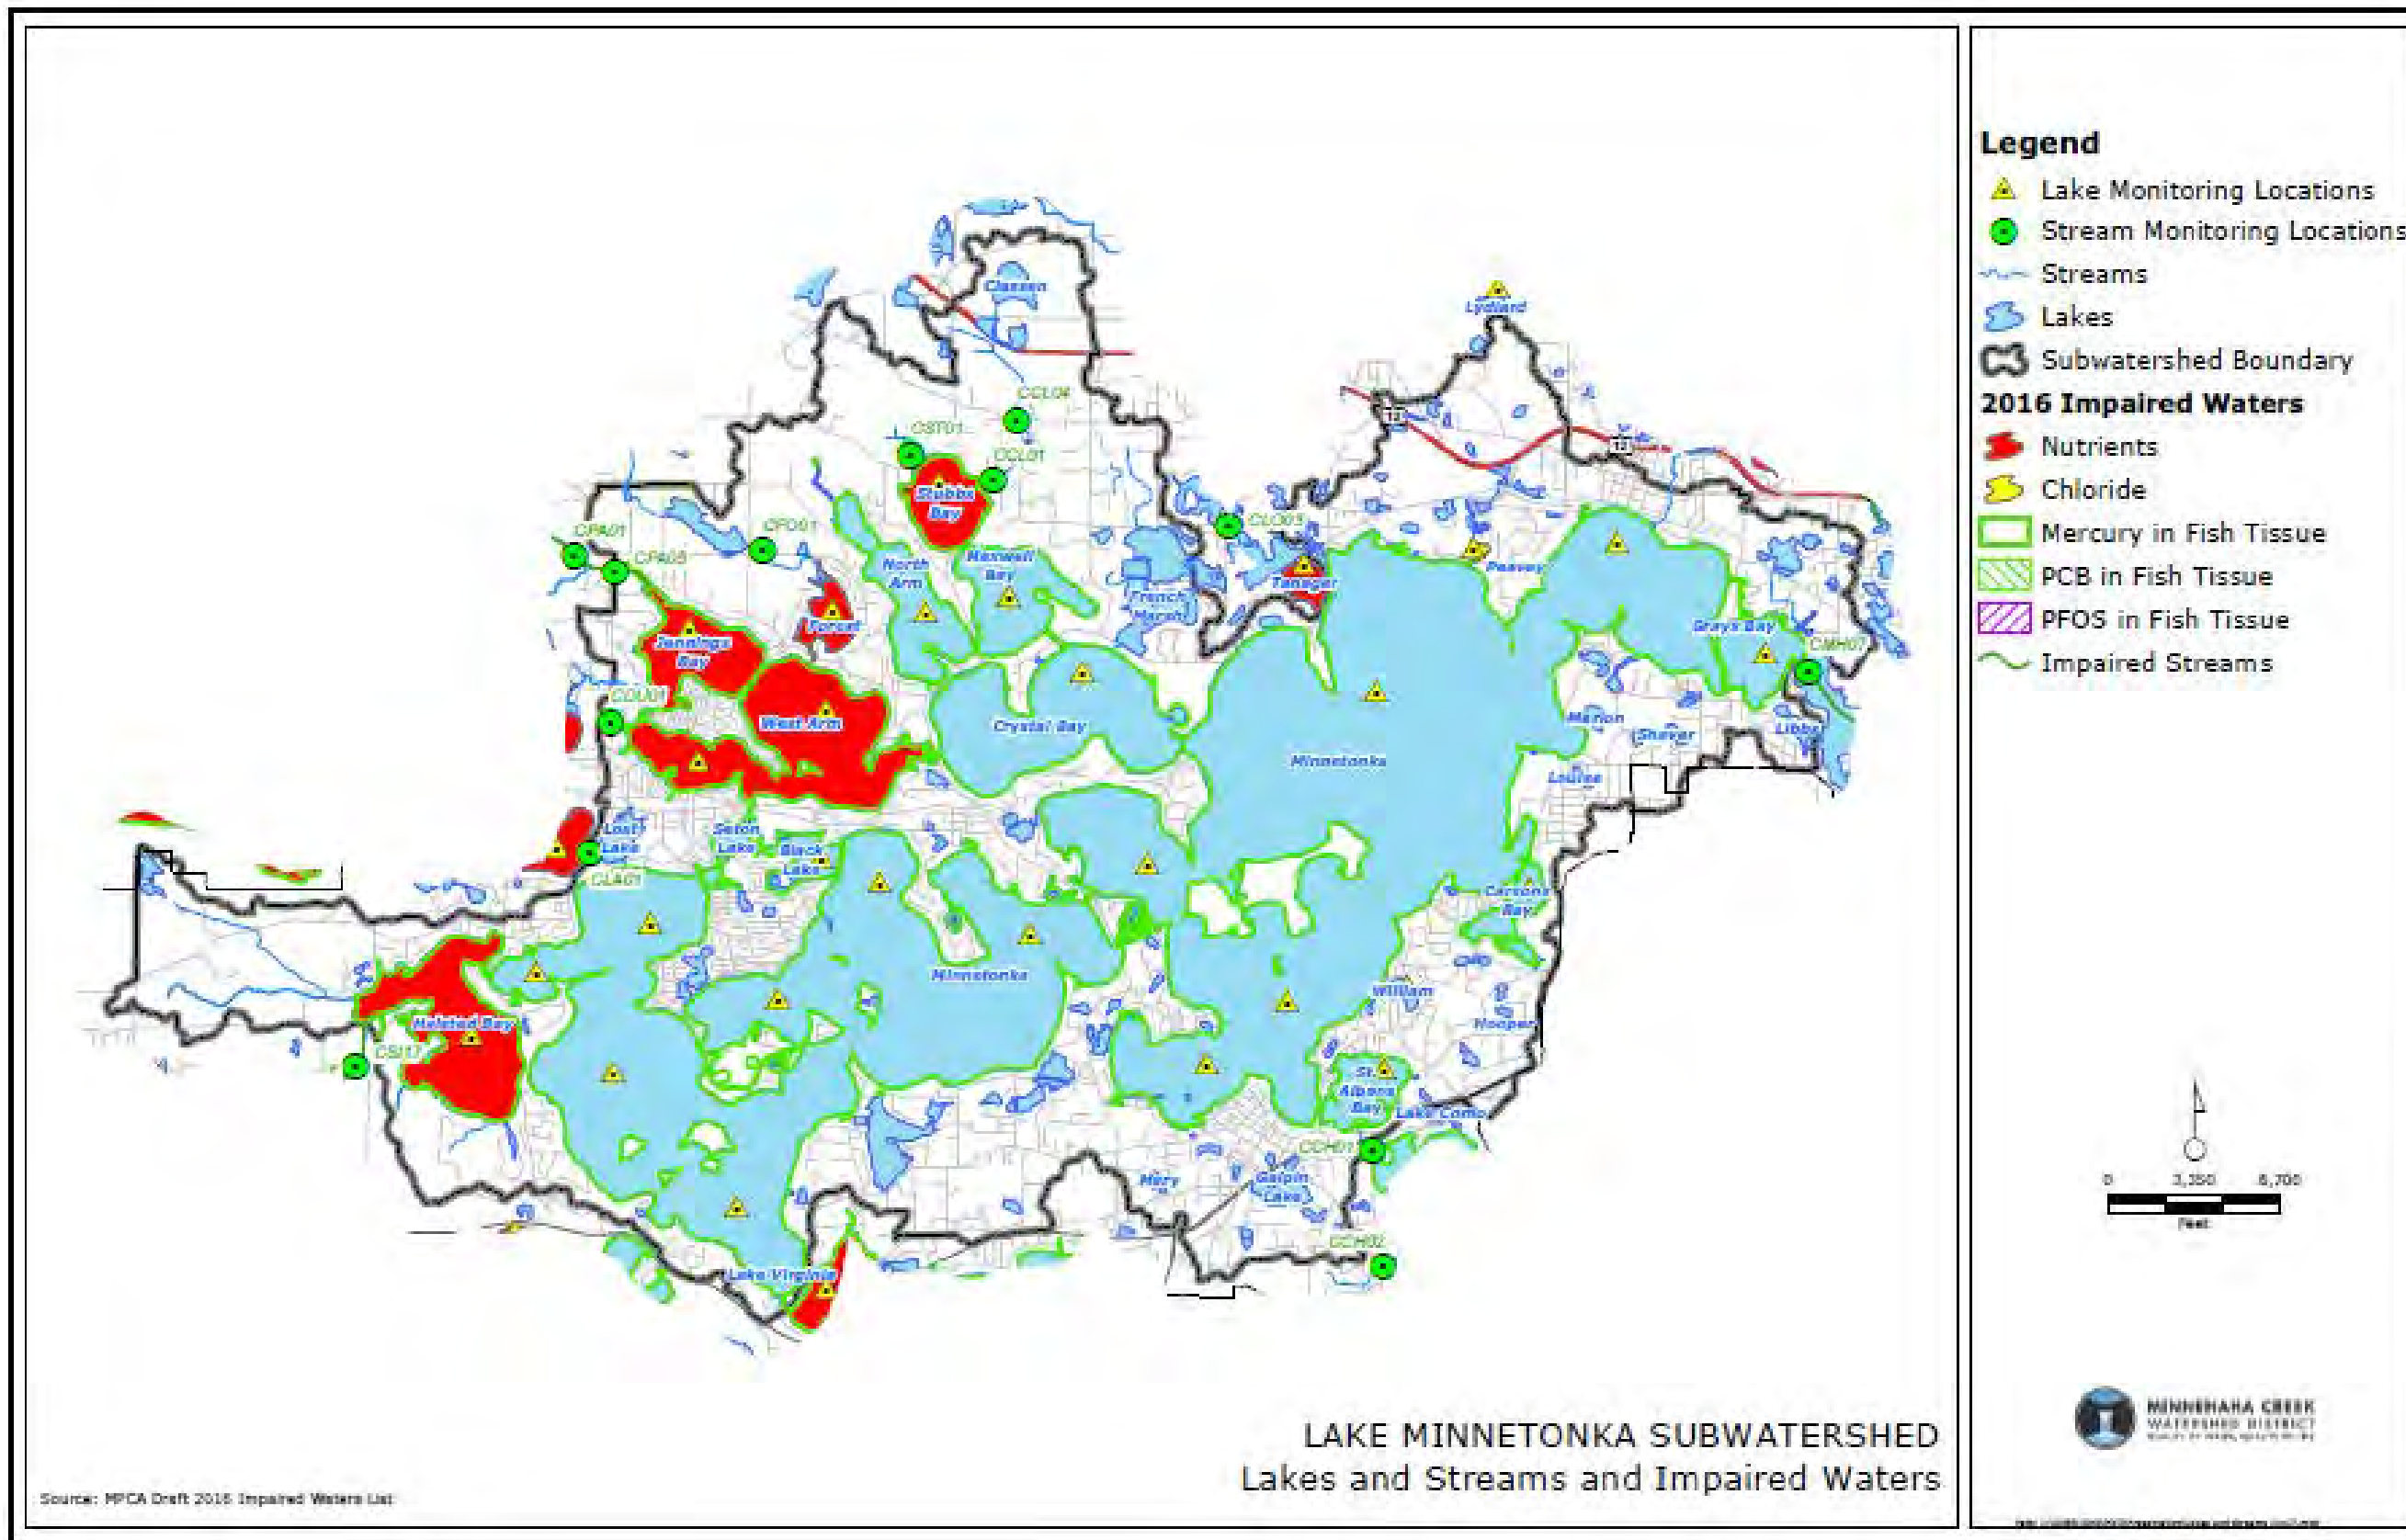 Legend
Lake Monitoring Locations
Stream Monitoring Locations
Streams
Lakes
Subwatershed Boundary
2016 Impaired Waters
Nutrients
Chloride
Mercury in Fish Tissue
PCB in Fish Tissue
PFOS in Fish Tissue
Impaired Streams
Classen
Lydiard
CCL04
12
CST01
12
CCL01
Stubbs
Bay
CPA01
CFO01
CLO03
CPA05
North
Arm
Maxwell
Bay
Peavey
Tanager
French
Marsh
Forest
Grays Bay
Jennings
Bay
CMH07
CDU01
West Arm
Crystal Bay
Marion
Shaver
Libbs
Minnetonka
Louise
Lost
Lake
Seton
Lake
Black
Lake
CLA01
Carsons
Bay
Minnetonka
William
Halsted Bay
Hooper
CSI17
St.
Albans
Bay
Lake Como
CCH01
Mary
Galpin
Lake
CCH02
Lake Virginia
0 3,350 6,700
Feet
MINNEHAHA CREEK
WATERSHED DISTRICT
LAKE MINNETONKA SUBWATERSHED
Lakes and Streams and Impaired Waters
Source: MPCA Draft 2016 Impaired Waters List